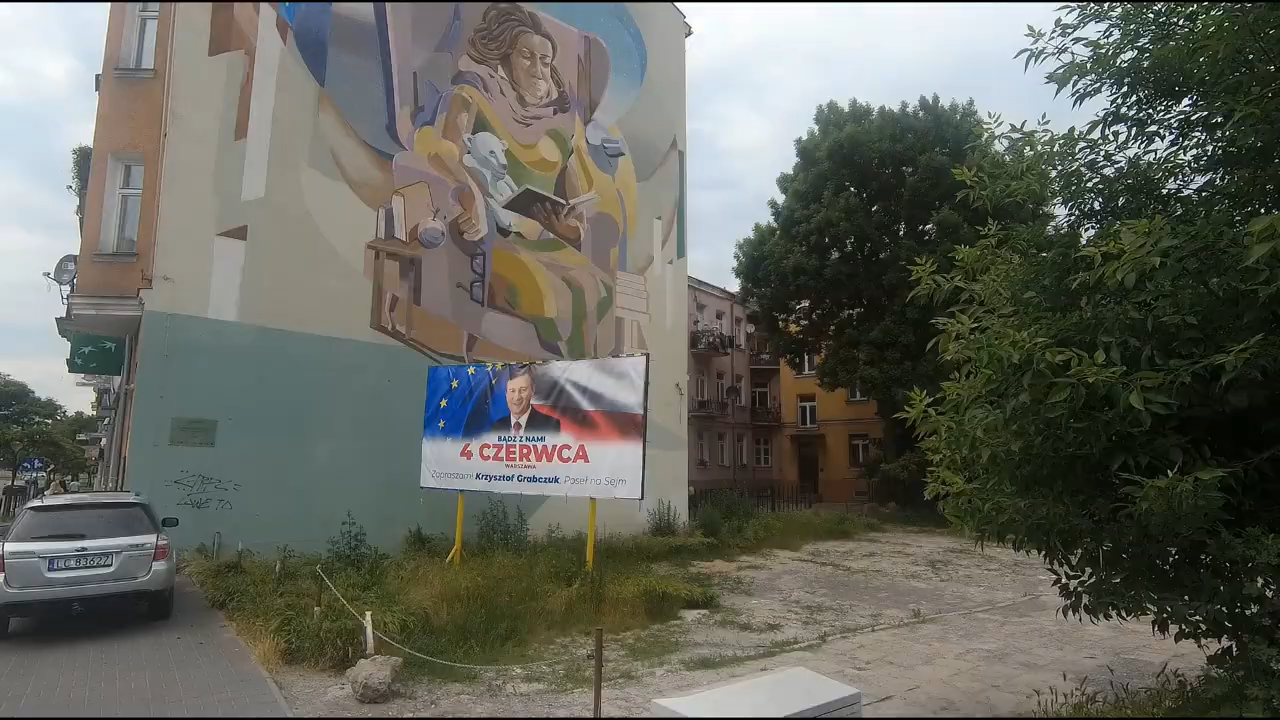 BĄDŹ Z NAMI
4 CZERWCA
WARSZAWA
Zapraszam! Krzysztof Grabczuk, Poseł na Sejm
LC 83627